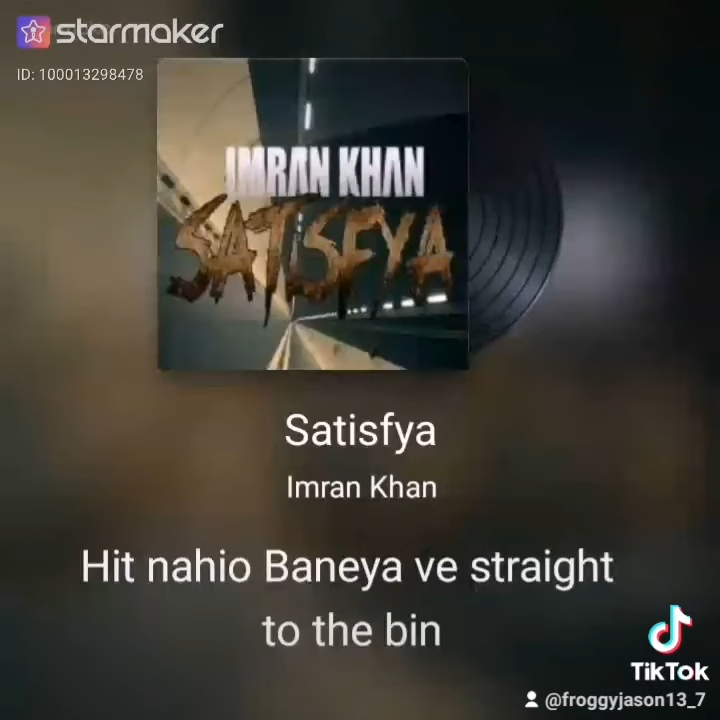 starmaker
ID: 100013298478
IMRAN KHAN
SATISFYA
Satisfya
Imran Khan
Hit nahio Baneya ve straight
to the bin
TikTok
@froggyjason13_7